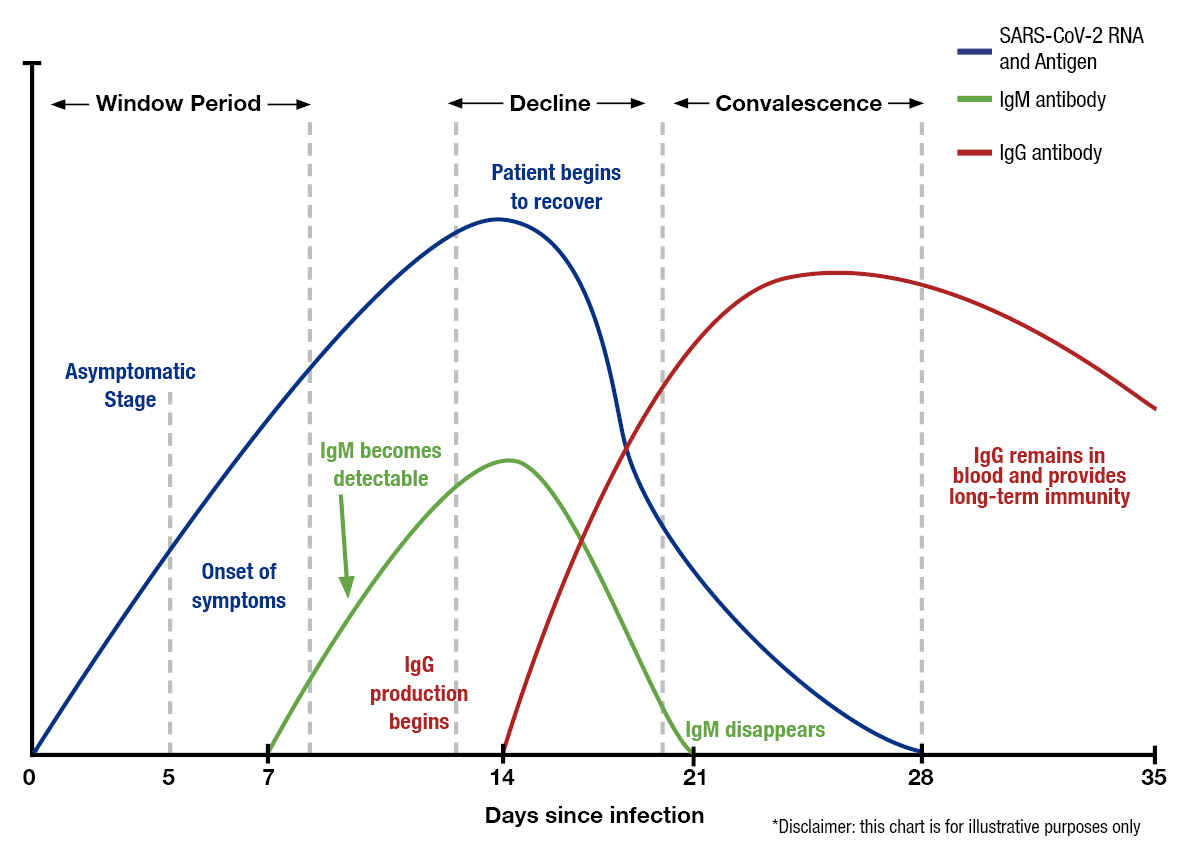 SARS-CoV-2 RNA
and Antigen
IgM antibody
IgG antibody
Window Period
Decline
Convalescence
Patient begins
to recover
Asymptomatic
Stage
IgM becomes
detectable
IgG remains in
blood and provides
long-term immunity
Onset of
symptoms
IgG
production
begins
IgM disappears
0
5
7
14
21
28
35
Days since infection
*Disclaimer: this chart is for illustrative purposes only